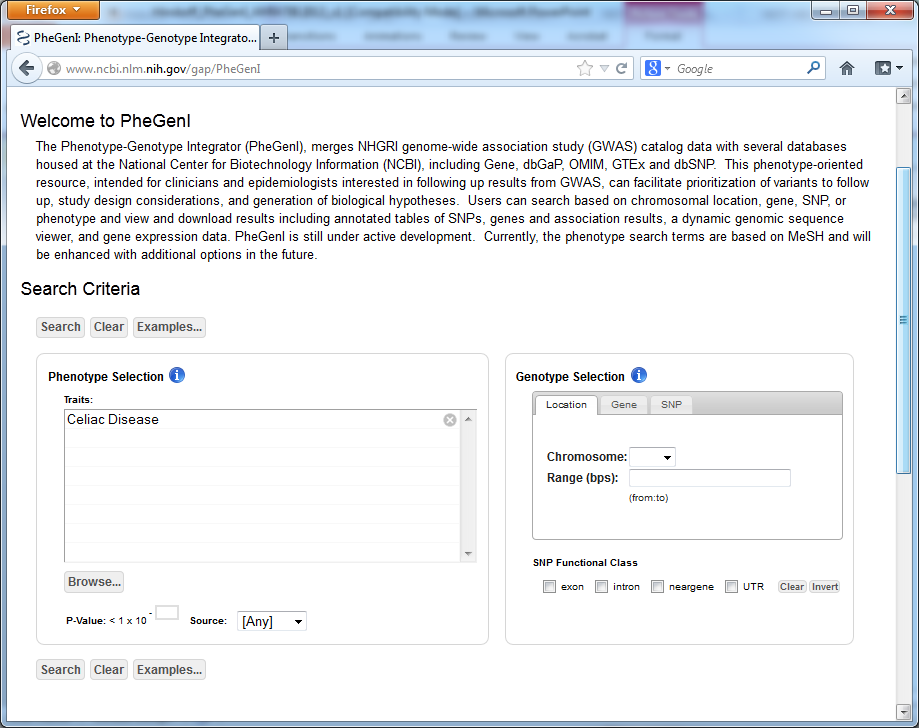 Firefox
PheGenI: Phenotype-Genotype Integrato...
www.ncbi.nlm.nih.gov/gap/PheGenI
Google
Welcome to PheGenI
The Phenotype-Genotype Integrator (PheGenI), merges NHGRI genome-wide association study (GWAS) catalog data with several databases
housed at the National Center for Biotechnology Information (NCBI), including Gene, dbGaP, OMIM, GTEx and dbSNP. This phenotype-oriented
resource, intended for clinicians and epidemiologists interested in following up results from GWAS, can facilitate prioritization of variants to follow
up, study design considerations, and generation of biological hypotheses. Users can search based on chromosomal location, gene, SNP, or
phenotype and view and download results including annotated tables of SNPs, genes and association results, a dynamic genomic sequence
viewer, and gene expression data. PheGenI is still under active development. Currently, the phenotype search terms are based on MeSH and will
be enhanced with additional options in the future.
Search Criteria
Search Clear Examples...
Phenotype Selection
Traits:
Celiac Disease
Browse...
P-Value: < 1 x 10 - Source: [Any]
Genotype Selection
Location Gene SNP
Chromosome:
Range (bps):
(from:to)
SNP Functional Class
exon intron neargene UTR Clear Invert
Search Clear Examples...